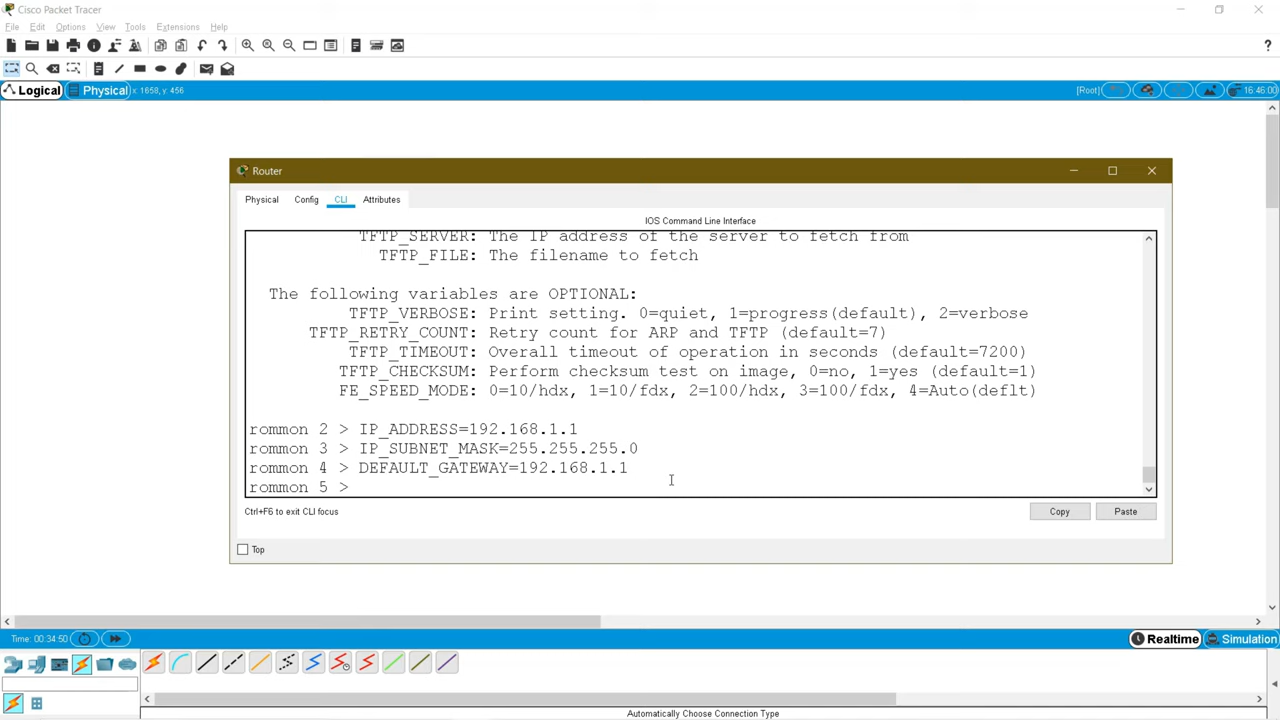 Cisco Packet Tracer
File Edit Options View Tools Extensions Help
Logical Physical x: 1658, y: 456 [Root] 16:46:00
Router
Physical Config CLI Attributes
IOS Command Line Interface
TFTP_SERVER: The IP address of the server to fetch from
TFTP_FILE: The filename to fetch
The following variables are OPTIONAL:
TFTP_VERBOSE: Print setting. 0=quiet, 1=progress(default), 2=verbose
TFTP_RETRY_COUNT: Retry count for ARP and TFTP (default=7)
TFTP_TIMEOUT: Overall timeout of operation in seconds (default=7200)
TFTP_CHECKSUM: Perform checksum test on image, 0=no, 1=yes (default=1)
FE_SPEED_MODE: 0=10/hdx, 1=10/fdx, 2=100/hdx, 3=100/fdx, 4=Auto(deflt)
rommon 2 > IP_ADDRESS=192.168.1.1
rommon 3 > IP_SUBNET_MASK=255.255.255.0
rommon 4 > DEFAULT_GATEWAY=192.168.1.1
rommon 5 >
Ctrl+F6 to exit CLI focus
Copy Paste
Top
Time: 00:34:50
Realtime Simulation
Automatically Choose Connection Type